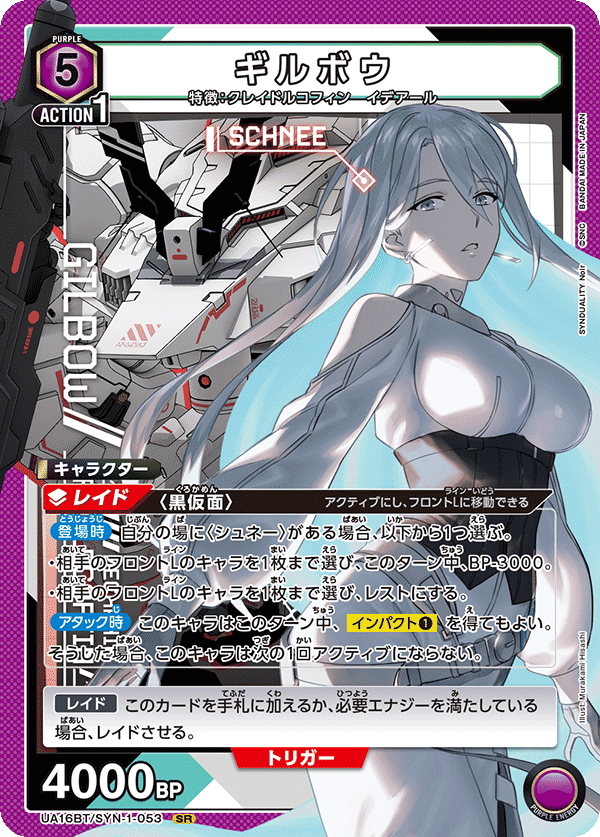 PURPLE
5
ACTION 1
ギルボウ
特徴：クレイドルコフィン イデアール
SCHNEE
GILBOW
©SNC BANDAI MADE IN JAPAN
SYNDUALITY Noir
キャラクター
レイド 〈黒仮面〉 アクティブにし、フロントLに移動できる
登場時 自分の場に〈シュネー〉がある場合、以下から1つ選ぶ。
・相手のフロントLのキャラを1枚まで選び、このターン中、BP-3000。
・相手のフロントLのキャラを1枚まで選び、レストにする。
アタック時 このキャラはこのターン中、インパクト❶を得てもよい。
そうした場合、このキャラは次の1回アクティブにならない。
レイド このカードを手札に加えるか、必要エナジーを満たしている
場合、レイドさせる。
トリガー
Illust: Murakami Hisashi
4000BP
UA16BT/SYN-1-053 SR
PURPLE ENERGY